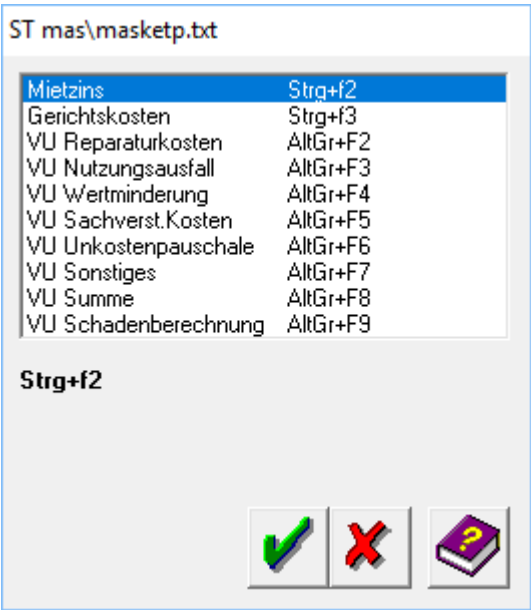 ST mas\masketp.txt
Mietzins Strg+f2
Gerichtskosten Strg+f3
VU Reparaturkosten AltGr+F2
VU Nutzungsausfall AltGr+F3
VU Wertminderung AltGr+F4
VU Sachverst.Kosten AltGr+F5
VU Unkostenpauschale AltGr+F6
VU Sonstiges AltGr+F7
VU Summe AltGr+F8
VU Schadenberechnung AltGr+F9
Strg+f2
?